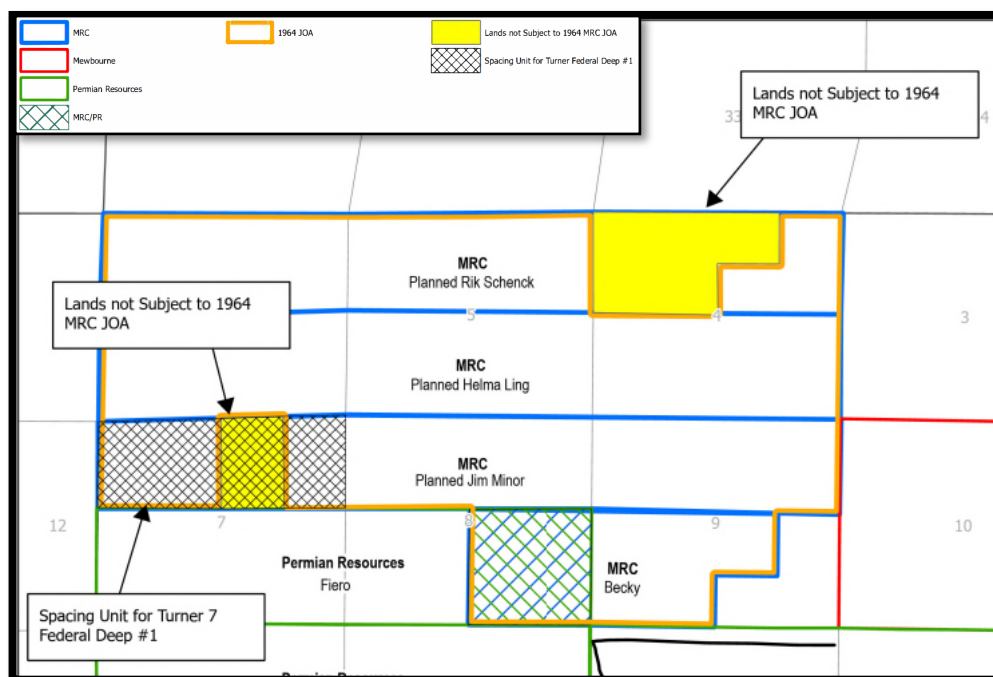 MRC
1964 JOA
Lands not Subject to 1964 MRC JOA
Mewbourne
Spacing Unit for Turner Federal Deep #1
Permian Resources
MRC/PR
Lands not Subject to 1964
MRC JOA
33
4
MRC
Planned Rik Schenck
Lands not Subject to 1964
MRC JOA
5
4
3
MRC
Planned Helma Ling
MRC
Planned Jim Minor
12
7
8
9
10
Permian Resources
Fiero
MRC
Becky
Spacing Unit for Turner 7
Federal Deep #1
Permian Resources